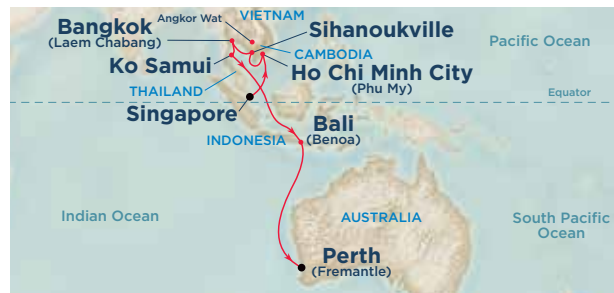 VIETNAM
Angkor Wat
Bangkok
(Laem Chabang)
Sihanoukville
Pacific Ocean
CAMBODIA
Ko Samui
Ho Chi Minh City
(Phu My)
THAILAND
Equator
Singapore
Bali
(Benoa)
INDONESIA
Indian Ocean
AUSTRALIA
South Pacific
Ocean
Perth
(Fremantle)